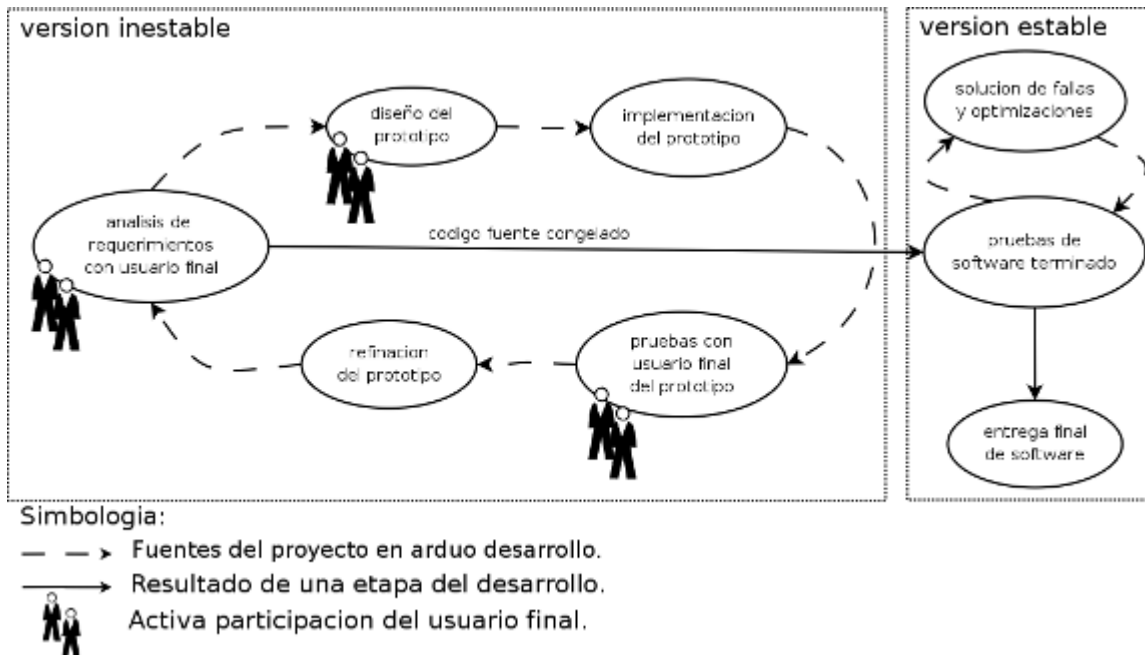 version inestable
version estable
diseño del
prototipo
implementacion
del prototipo
solucion de fallas
y optimizaciones
analisis de
requerimientos
con usuario final
codigo fuente congelado
pruebas de
software terminado
refinacion
del prototipo
pruebas con
usuario final
del prototipo
entrega final
de software
Simbologia:
Fuentes del proyecto en arduo desarrollo.
Resultado de una etapa del desarrollo.
Activa participacion del usuario final.